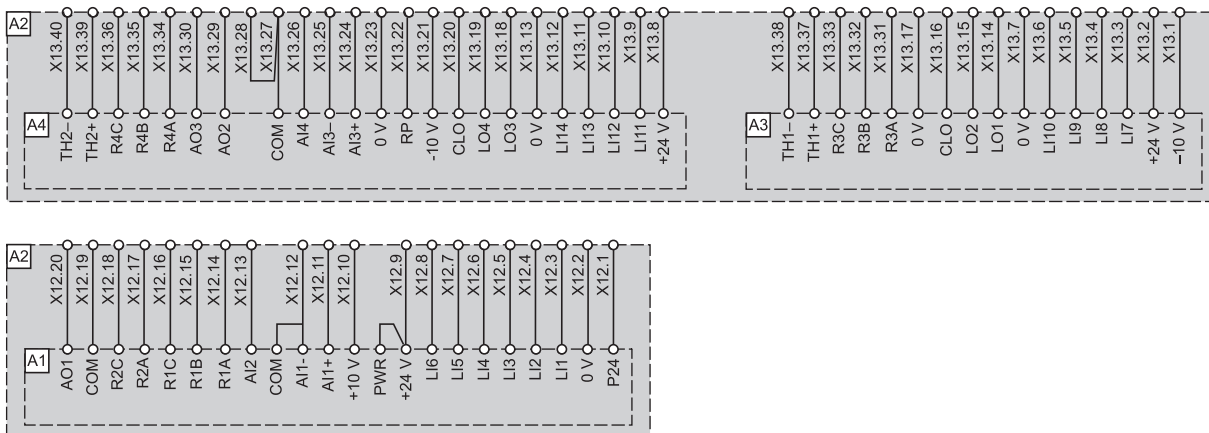 A2
X13.40
X13.39
X13.36
X13.35
X13.34
X13.30
X13.29
X13.28
X13.27
X13.26
X13.25
X13.24
X13.23
X13.22
X13.21
X13.20
X13.19
X13.18
X13.13
X13.12
X13.11
X13.10
X13.9
X13.8
X13.38
X13.37
X13.33
X13.32
X13.31
X13.17
X13.16
X13.15
X13.14
X13.7
X13.6
X13.5
X13.4
X13.3
X13.2
X13.1
A4
TH2–
TH2+
R4C
R4B
R4A
AO3
AO2
COM
AI4
AI3–
AI3+
0 V
RP
-10 V
CLO
LO4
LO3
0 V
LI14
LI13
LI12
LI11
+24 V
A3
TH1–
TH1+
R3C
R3B
R3A
0 V
CLO
LO2
LO1
0 V
LI10
LI9
LI8
LI7
+24 V
–10 V
A2
X12.20
X12.19
X12.18
X12.17
X12.16
X12.15
X12.14
X12.13
X12.12
X12.11
X12.10
X12.9
X12.8
X12.7
X12.6
X12.5
X12.4
X12.3
X12.2
X12.1
A1
AO1
COM
R2C
R2A
R1C
R1B
R1A
AI2
COM
AI1-
AI1+
+10 V
PWR
+24 V
LI6
LI5
LI4
LI3
LI2
LI1
0 V
P24